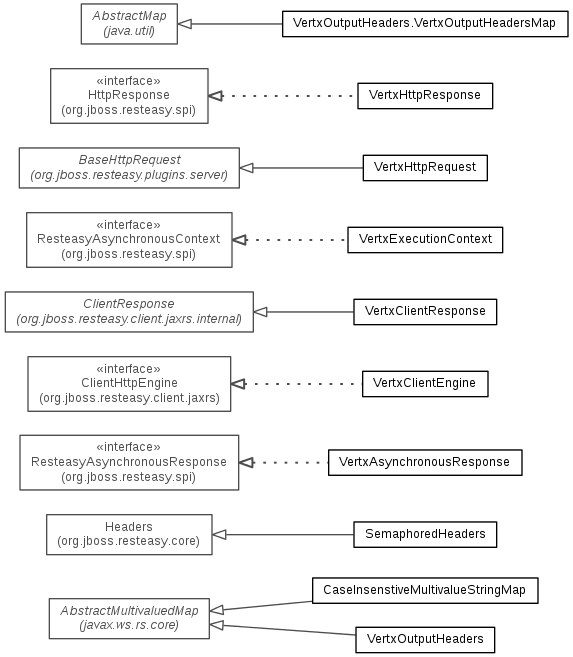 AbstractMap
(java.util)
VertxOutputHeaders.VertxOutputHeadersMap
«interface»
HttpResponse
(org.jboss.resteasy.spi)
VertxHttpResponse
BaseHttpRequest
(org.jboss.resteasy.plugins.server)
VertxHttpRequest
«interface»
ResteasyAsynchronousContext
(org.jboss.resteasy.spi)
VertxExecutionContext
ClientResponse
(org.jboss.resteasy.client.jaxrs.internal)
VertxClientResponse
«interface»
ClientHttpEngine
(org.jboss.resteasy.client.jaxrs)
VertxClientEngine
«interface»
ResteasyAsynchronousResponse
(org.jboss.resteasy.spi)
VertxAsynchronousResponse
Headers
(org.jboss.resteasy.core)
SemaphoredHeaders
AbstractMultivaluedMap
(javax.ws.rs.core)
CaseInsenstiveMultivalueStringMap
VertxOutputHeaders